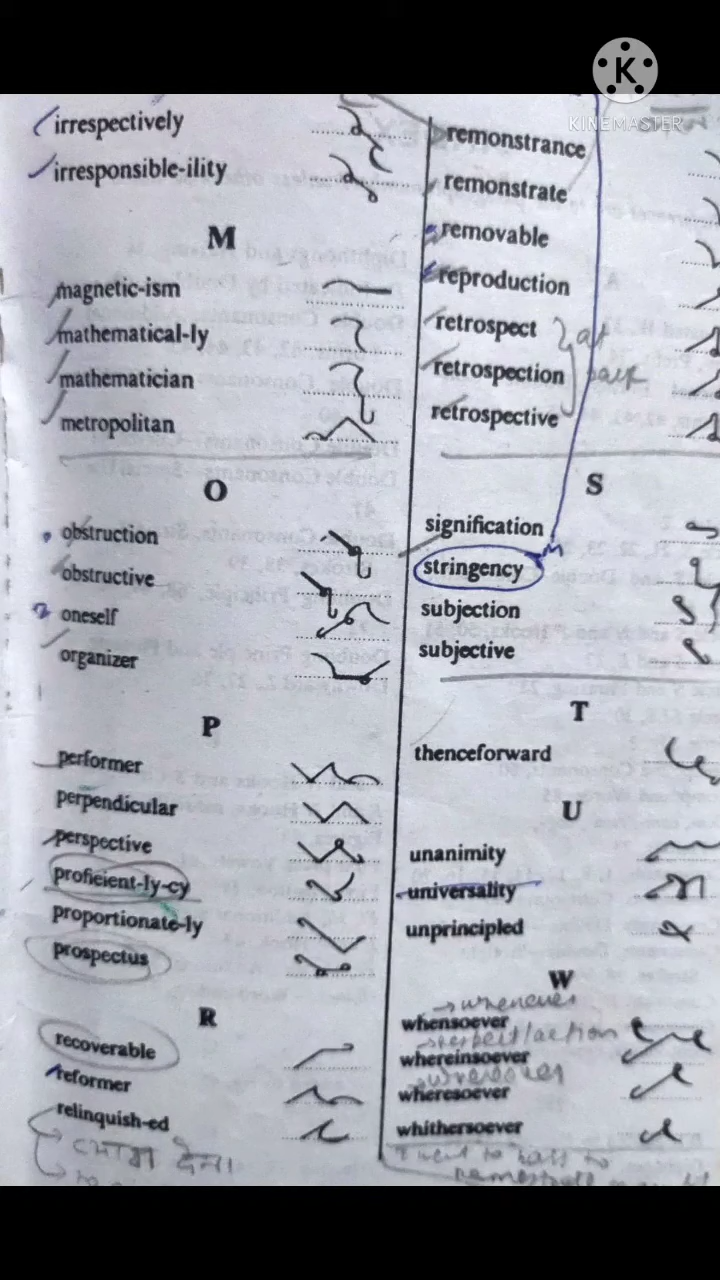 K
KINEMASTER
irrespectively
irresponsible-ility
M
magnetic-ism
mathematical-ly
mathematician
metropolitan
O
obstruction
obstructive
oneself
organizer
P
performer
perpendicular
perspective
proficient-ly-cy
proportionate-ly
prospectus
R
recoverable
reformer
relinquish-ed
देना
remonstrance
remonstrate
removable
reproduction
retrospect
retrospection
retrospective
S
signification
stringency
subjection
subjective
T
thenceforward
U
unanimity
universality
unprincipled
W
whenever
whensoever
whereinsoever
wheresoever
whithersoever